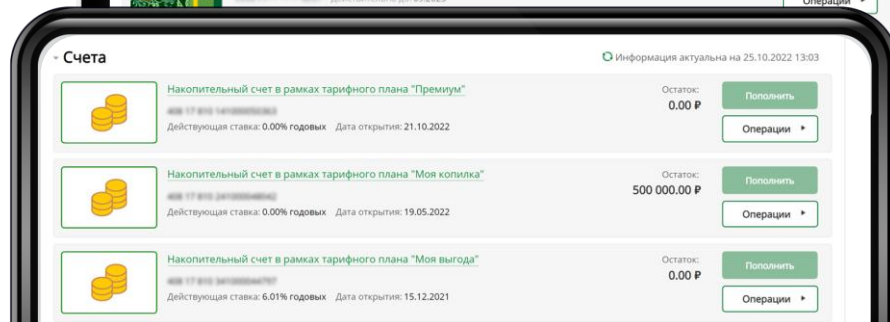 Операции
Счета
Информация актуальна на 25.10.2022 13:03
Накопительный счет в рамках тарифного плана "Премиум"
Действующая ставка: 0.00% годовых Дата открытия: 21.10.2022
Остаток:
0.00 ₽
Пополнить
Операции
Накопительный счет в рамках тарифного плана "Моя копилка"
Действующая ставка: 0.00% годовых Дата открытия: 19.05.2022
Остаток:
500 000.00 ₽
Пополнить
Операции
Накопительный счет в рамках тарифного плана "Моя выгода"
Действующая ставка: 6.01% годовых Дата открытия: 15.12.2021
Остаток:
0.00 ₽
Пополнить
Операции